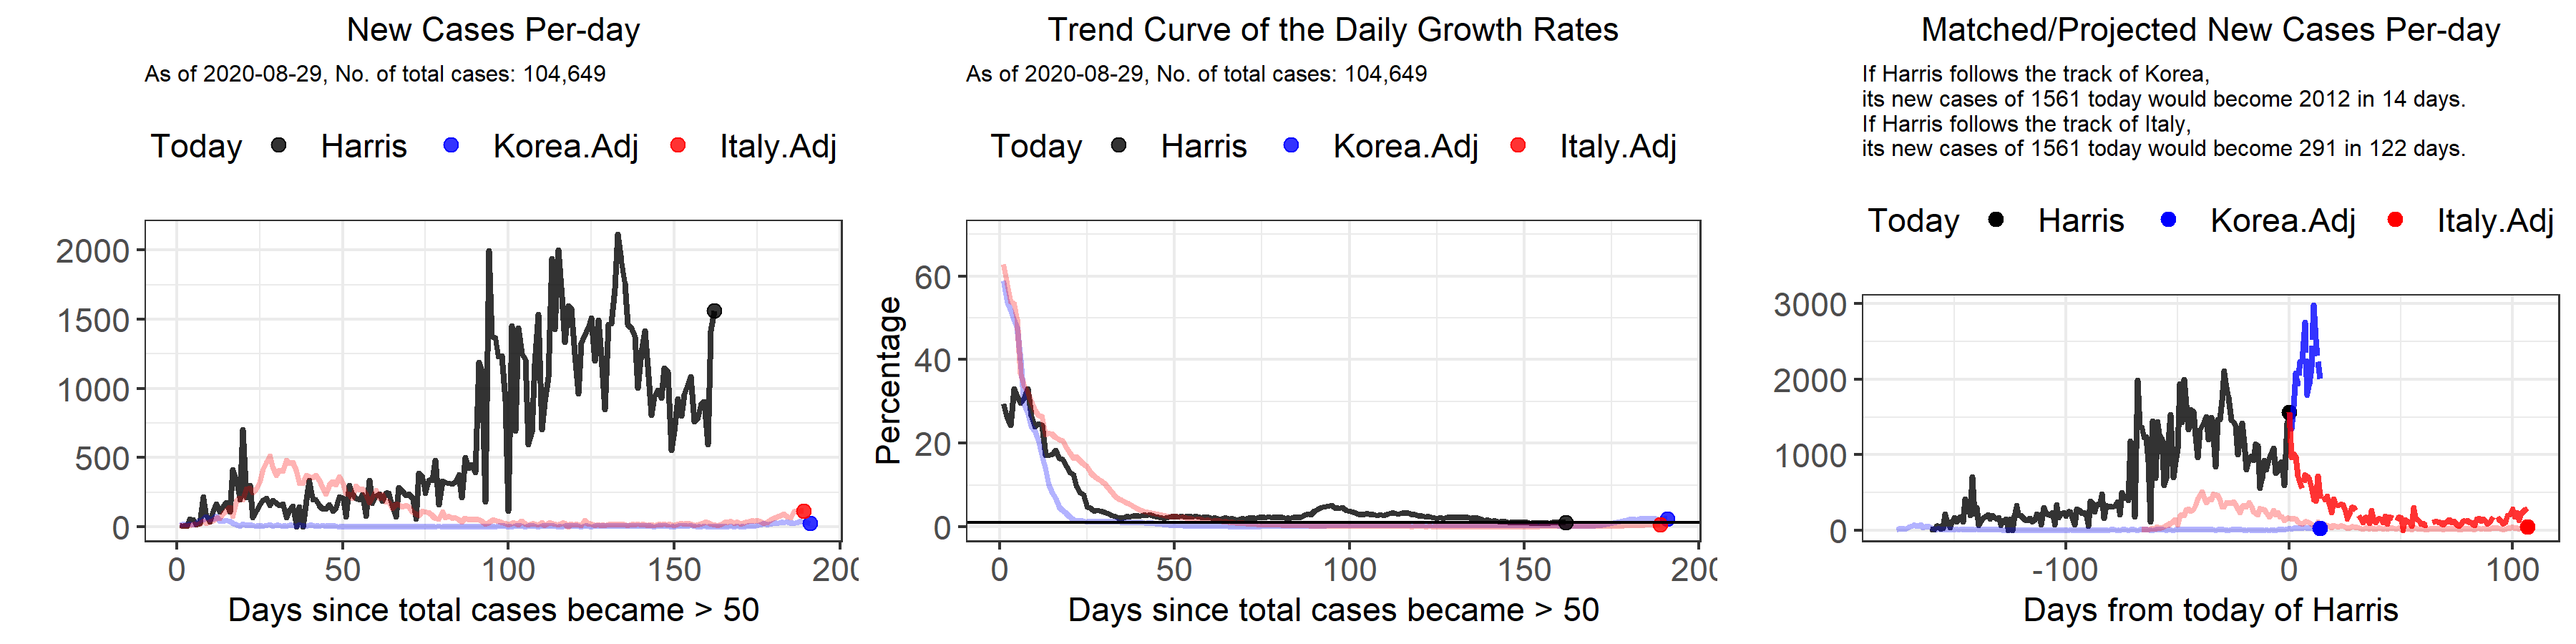 New Cases Per-day
As of 2020-08-29, No. of total cases: 104,649
Today Harris Korea.Adj Italy.Adj
2000
1500
1000
500
0
0 50 100 150 200
Days since total cases became > 50
Trend Curve of the Daily Growth Rates
As of 2020-08-29, No. of total cases: 104,649
Today Harris Korea.Adj Italy.Adj
Percentage
60
40
20
0
0 50 100 150 200
Days since total cases became > 50
Matched/Projected New Cases Per-day
If Harris follows the track of Korea,
its new cases of 1561 today would become 2012 in 14 days.
If Harris follows the track of Italy,
its new cases of 1561 today would become 291 in 122 days.
Today Harris Korea.Adj Italy.Adj
3000
2000
1000
0
-100 0 100
Days from today of Harris